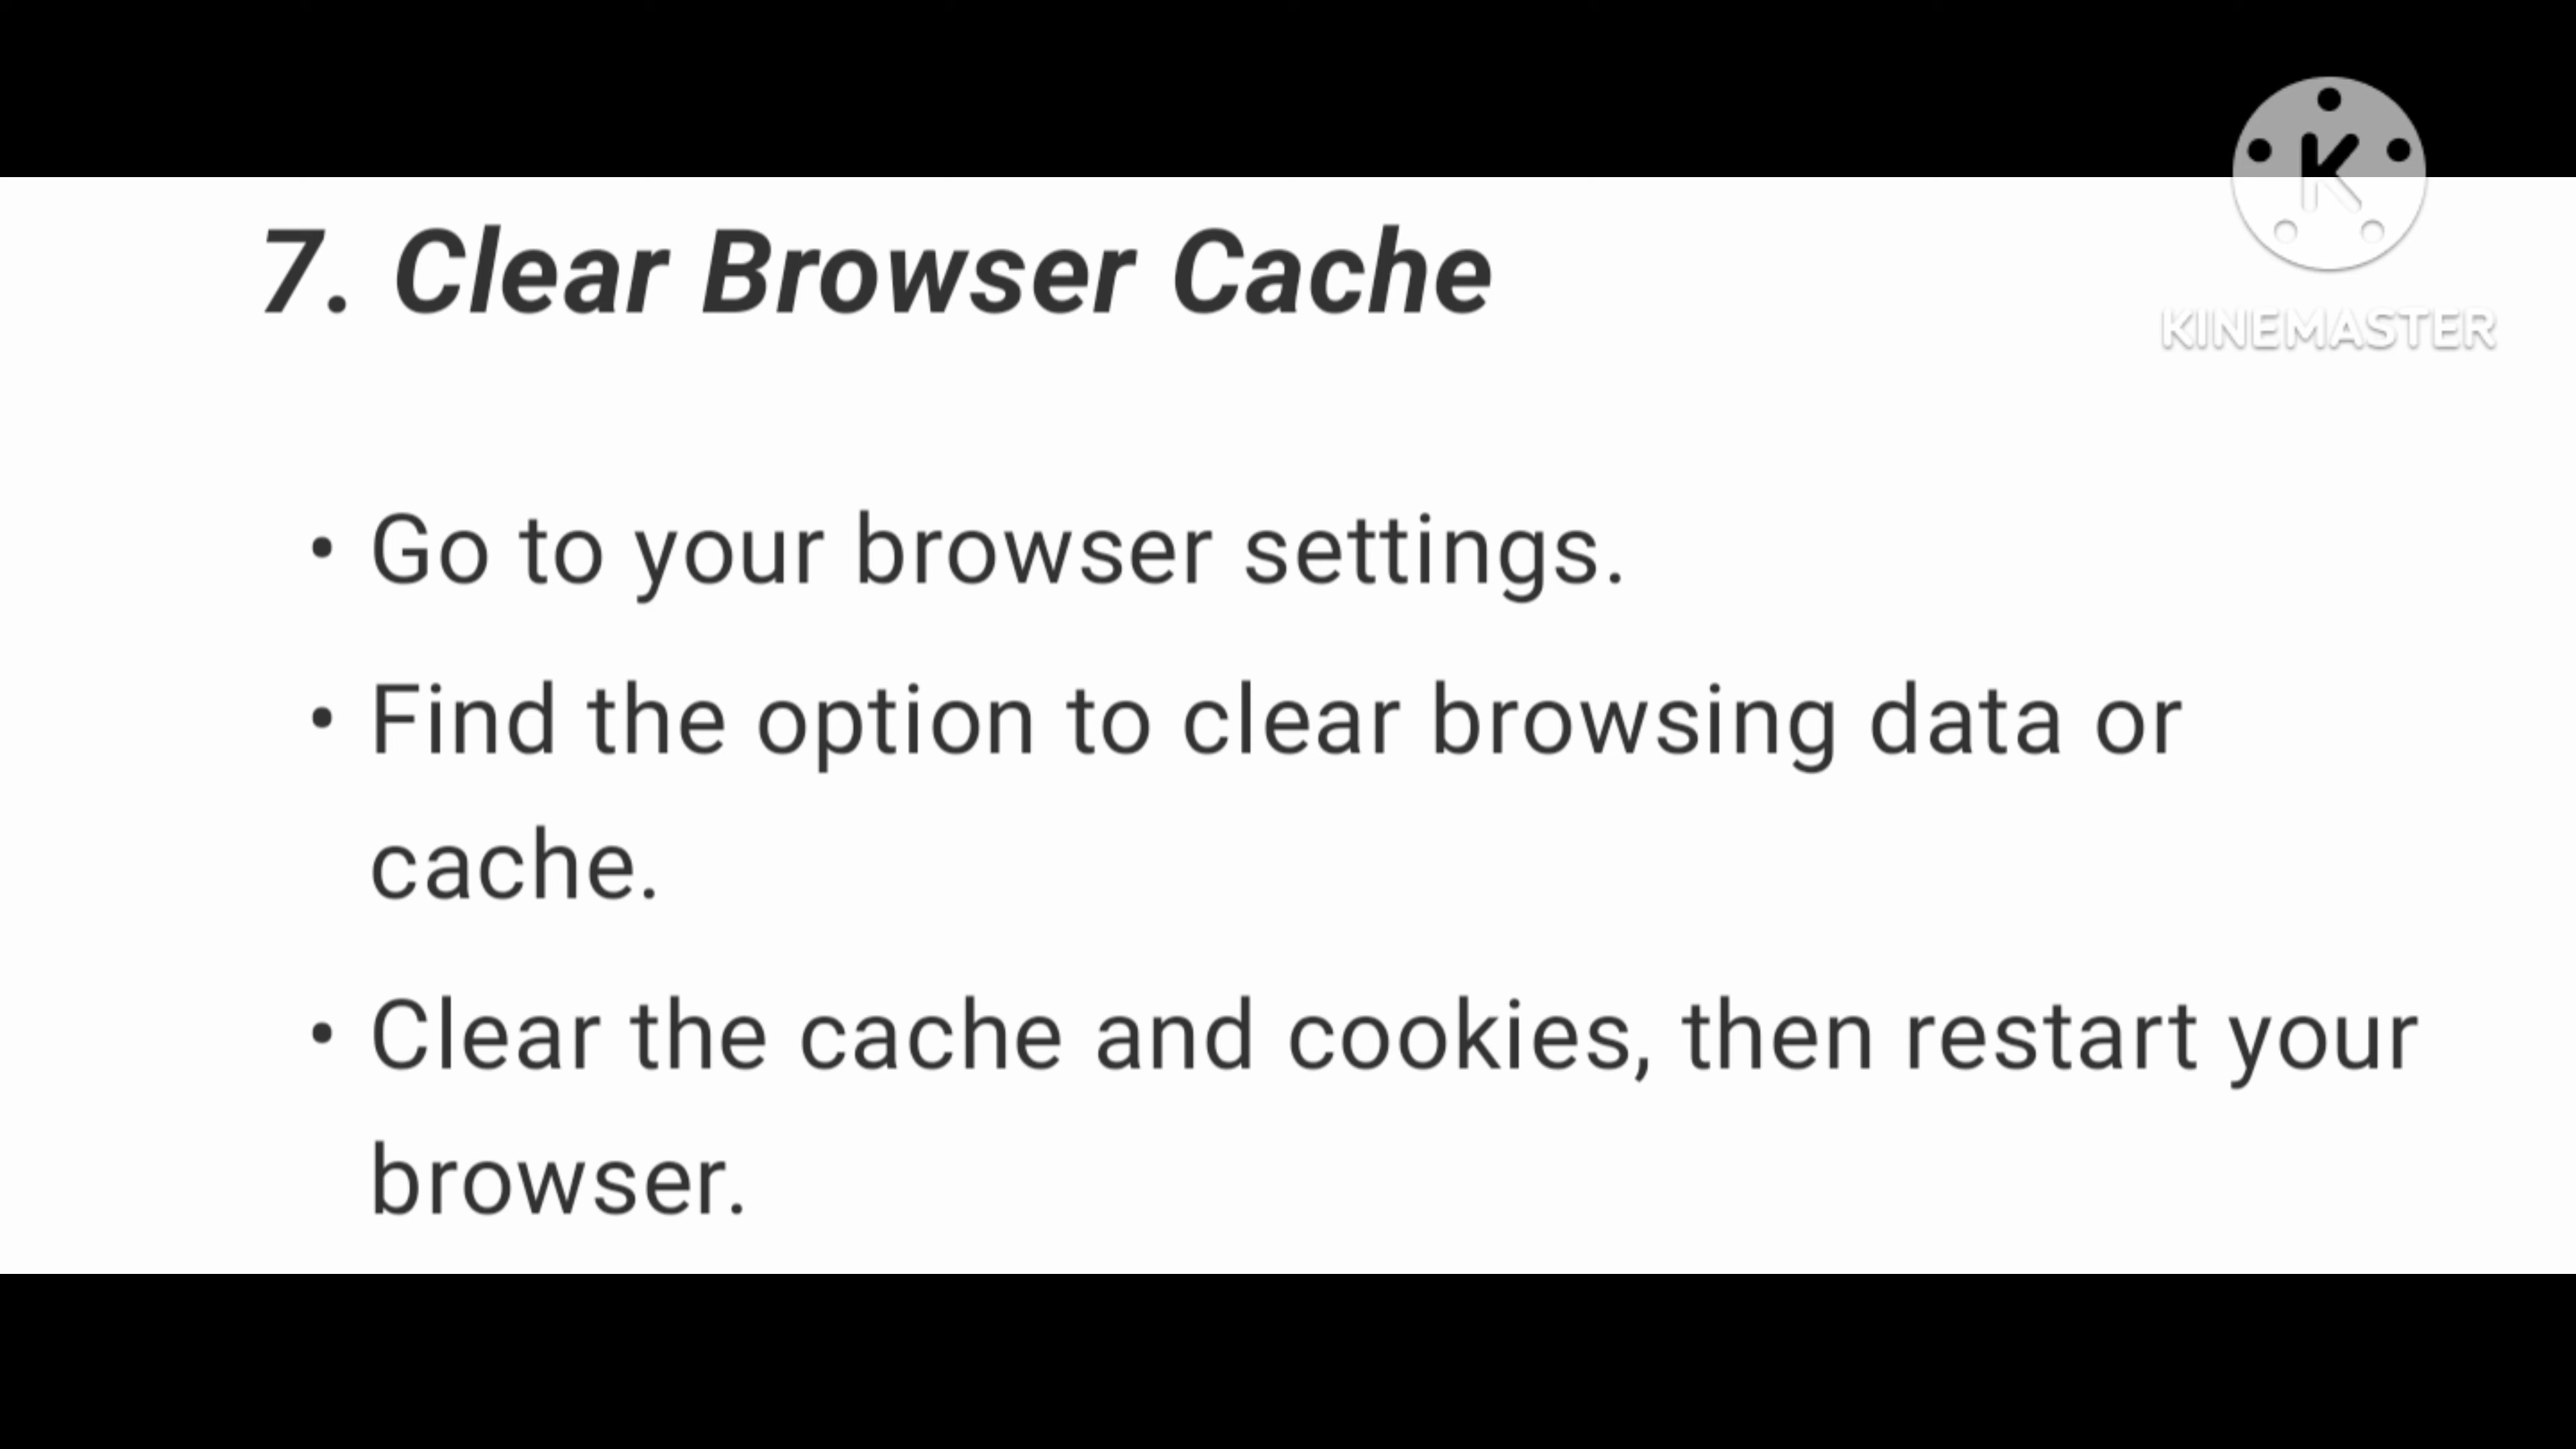 7. Clear Browser Cache
K
KINEMASTER
• Go to your browser settings.
• Find the option to clear browsing data or
cache.
• Clear the cache and cookies, then restart your
browser.